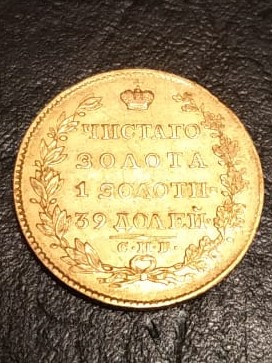 ЧИСТАГО
ЗОЛОТА
1 ЗОЛОТН·
39 ДОЛЕЙ·
С.П.Б.